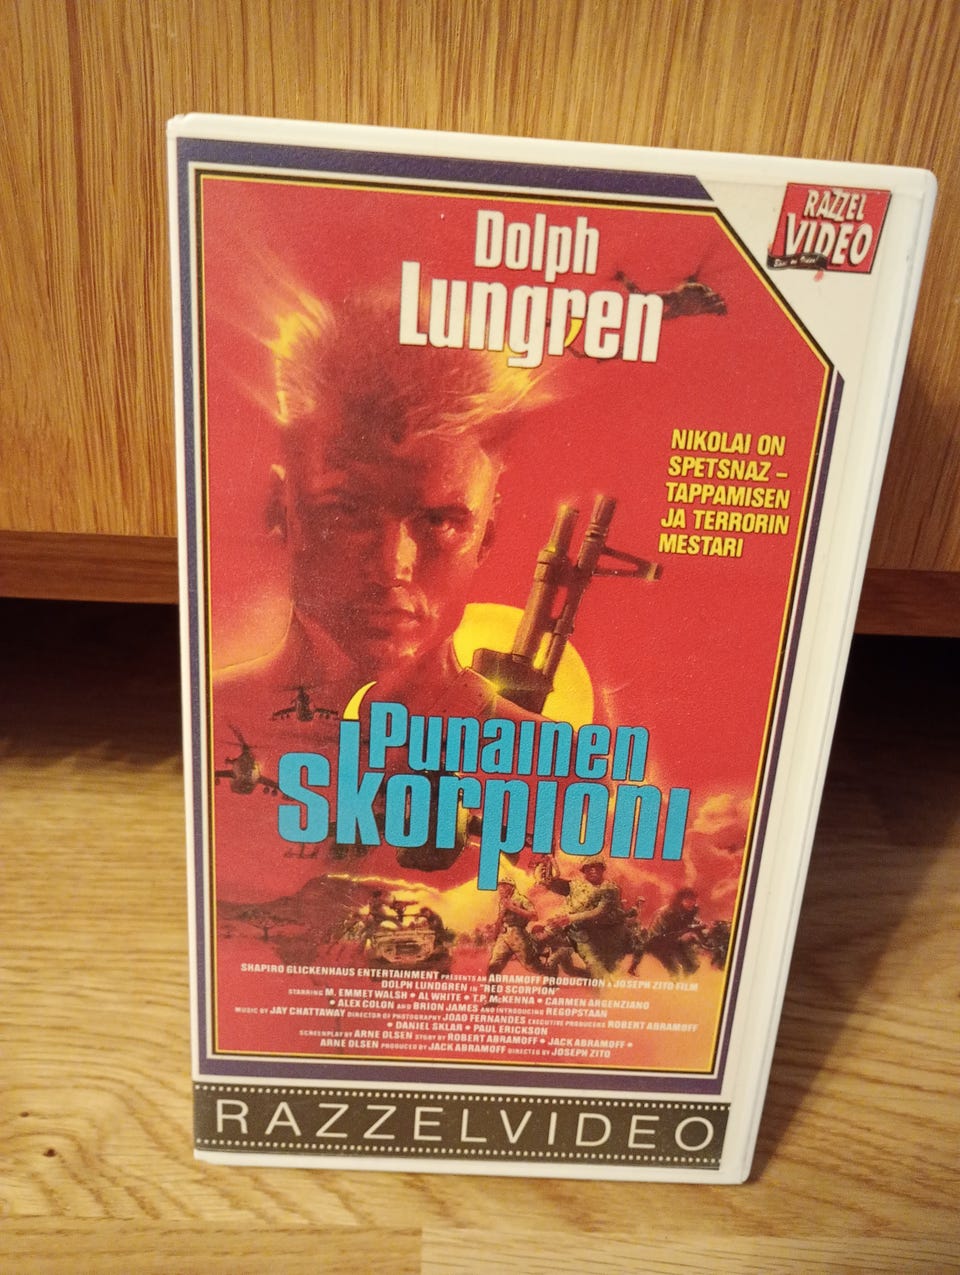 RAZZEL
VIDEO
Dolph
Lungren
NIKOLAI ON
SPETSNAZ –
TAPPAMISEN
JA TERRORIN
MESTARI
Punainen
skorpioni
SHAPIRO GLICKENHAUS ENTERTAINMENT PRESENTS AN ABRAMOFF PRODUCTION A JOSEPH ZITO FILM
DOLPH LUNDGREN IN "RED SCORPION"
STARRING M. EMMET WALSH • AL WHITE • T.P. McKENNA • CARMEN ARGENZIANO
• ALEX COLON AND BRION JAMES AND INTRODUCING REGOPSTAAN
MUSIC BY JAY CHATTAWAY DIRECTOR OF PHOTOGRAPHY JOAO FERNANDES EXECUTIVE PRODUCERS ROBERT ABRAMOFF
• DANIEL SKLAR • PAUL ERICKSON
SCREENPLAY BY ARNE OLSEN STORY BY ROBERT ABRAMOFF • JACK ABRAMOFF •
ARNE OLSEN PRODUCED BY JACK ABRAMOFF DIRECTED BY JOSEPH ZITO
RAZZELVIDEO